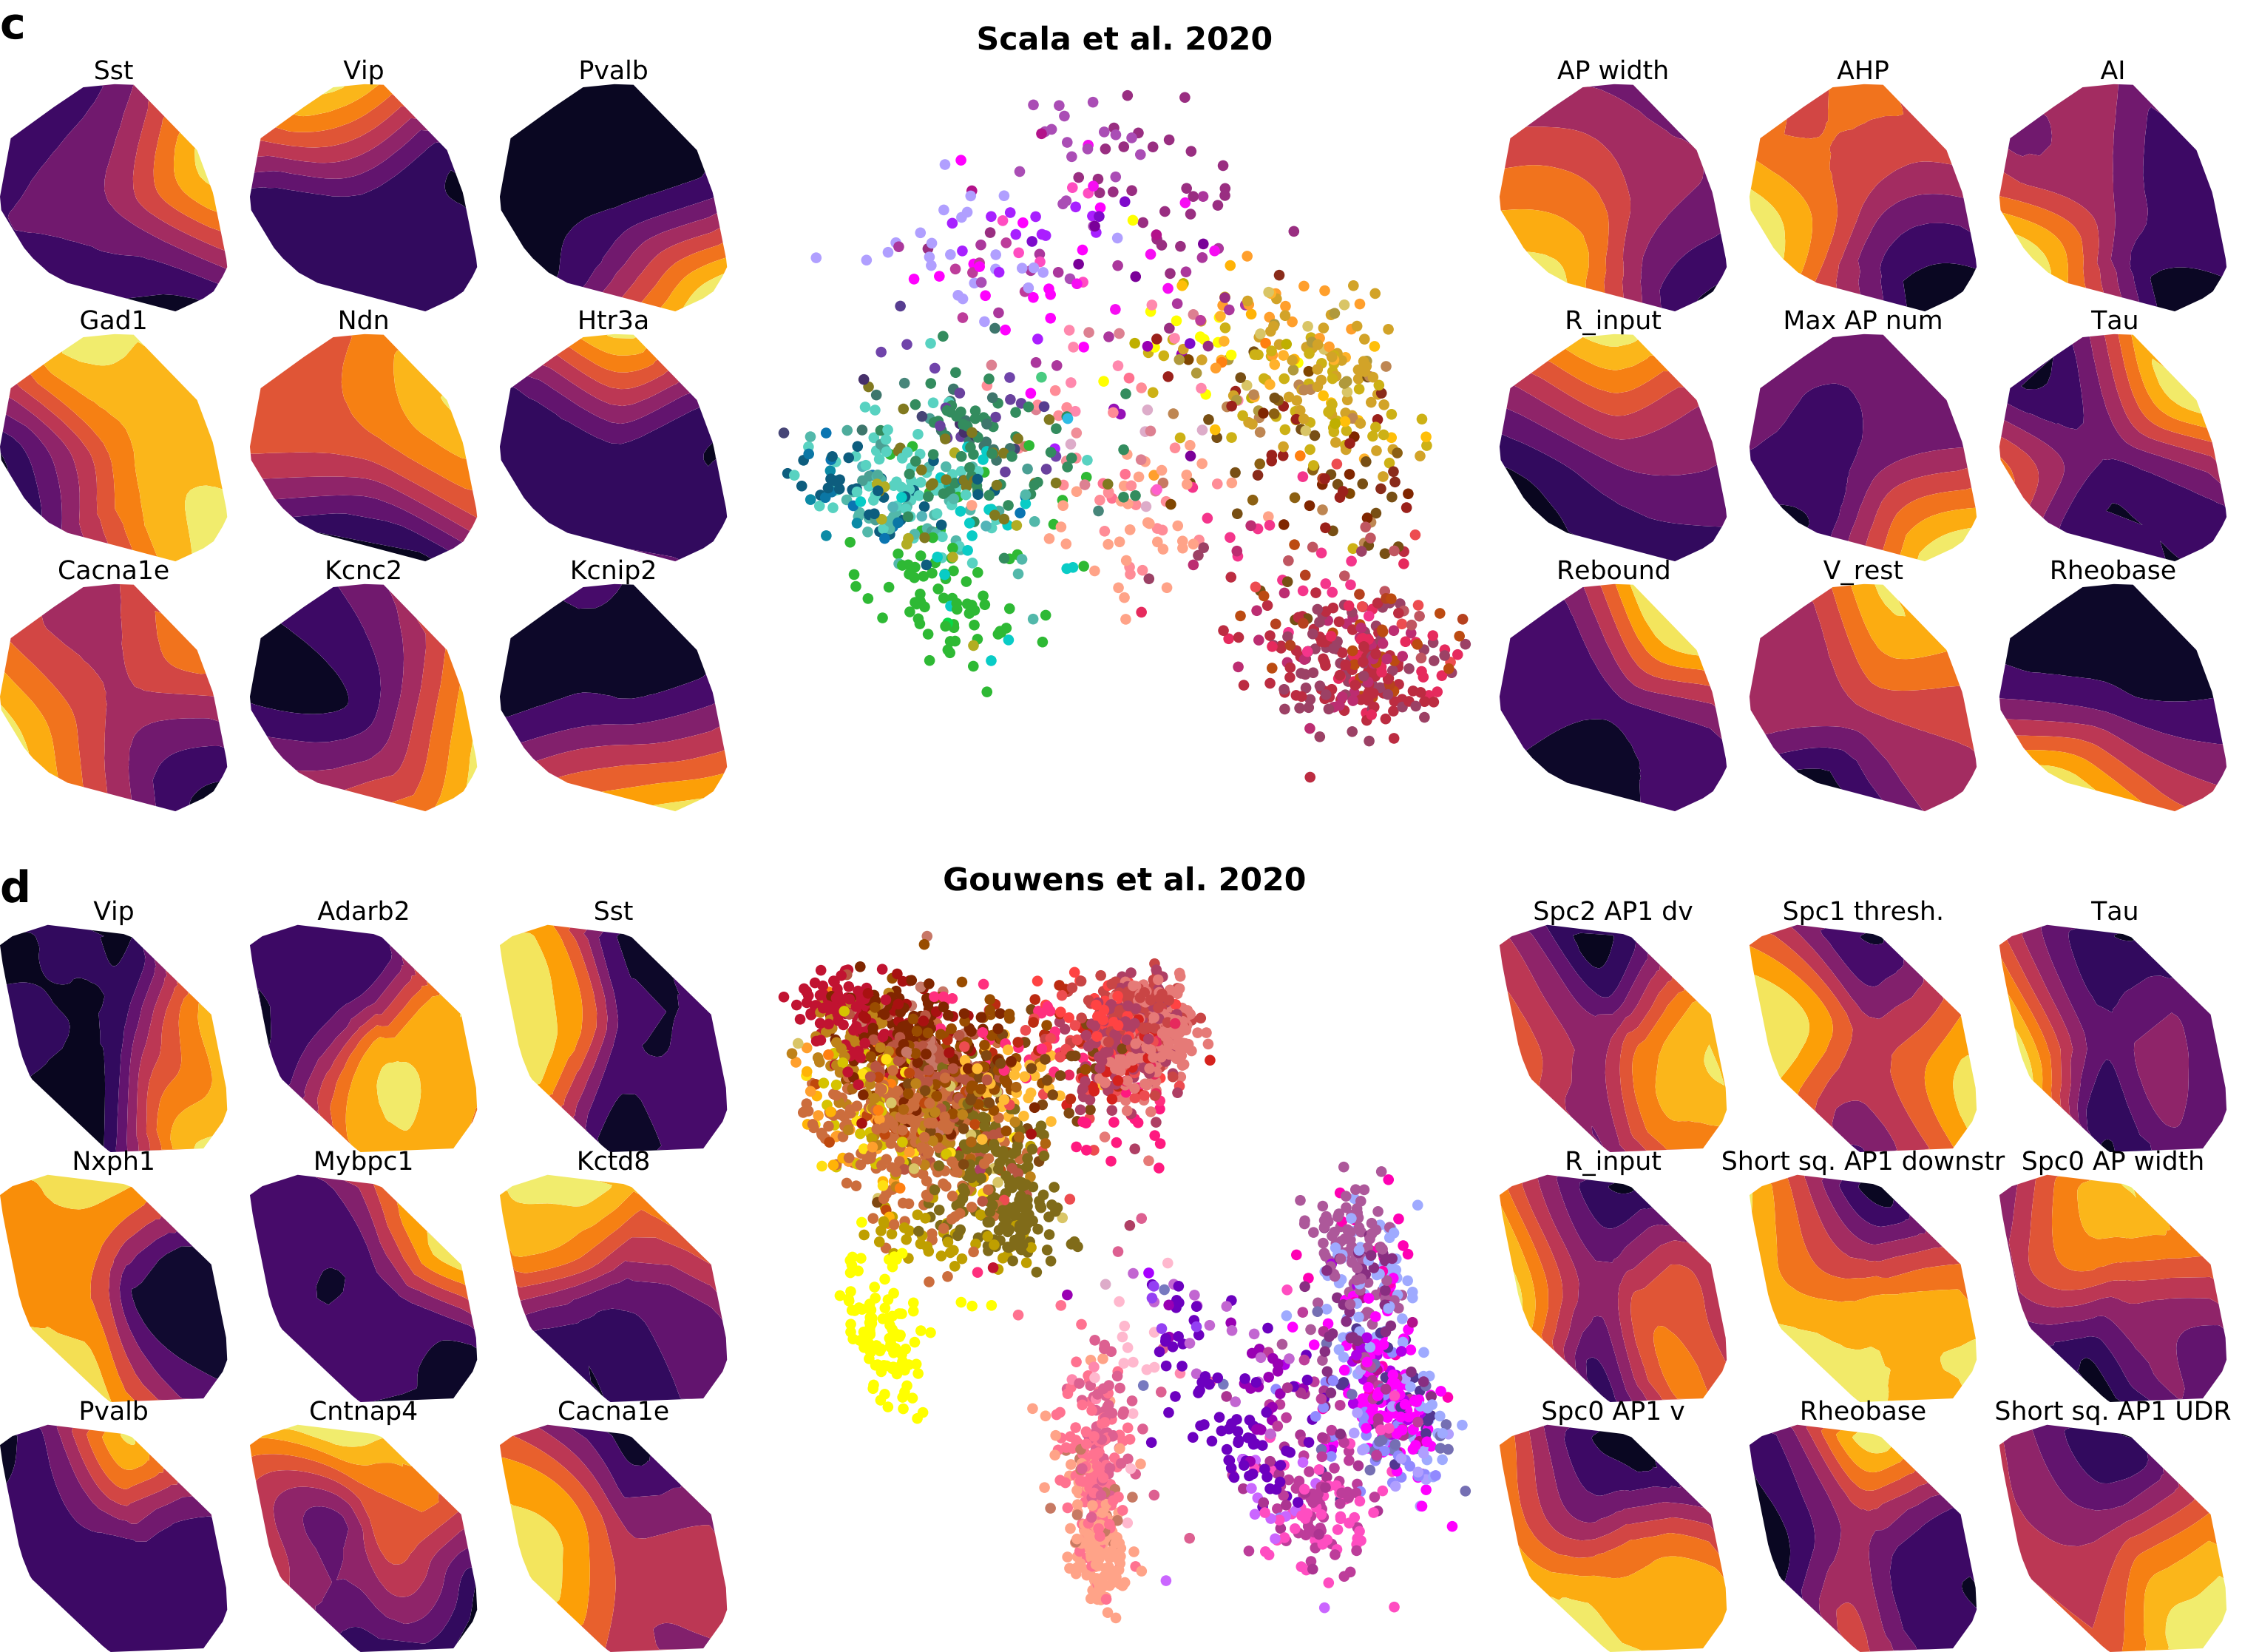 c
Scala et al. 2020
Sst Vip Pvalb AP width AHP AI
Gad1 Ndn Htr3a R_input Max AP num Tau
Cacna1e Kcnc2 Kcnip2 Rebound V_rest Rheobase
d
Gouwens et al. 2020
Vip Adarb2 Sst Spc2 AP1 dv Spc1 thresh. Tau
Nxph1 Mybpc1 Kctd8 R_input Short sq. AP1 downstr Spc0 AP width
Pvalb Cntnap4 Cacna1e Spc0 AP1 v Rheobase Short sq. AP1 UDR